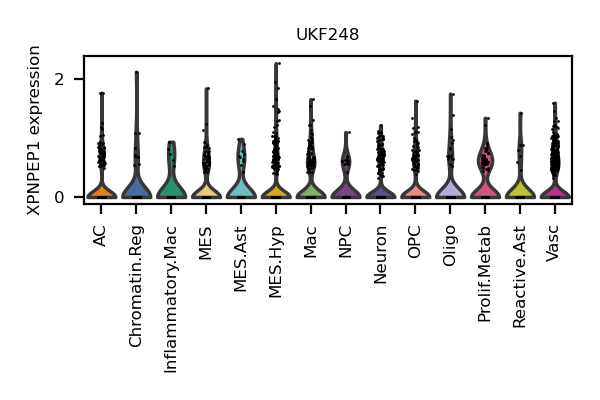 UKF248
XPNPEP1 expression
2
0
AC
Chromatin.Reg
Inflammatory.Mac
MES
MES.Ast
MES.Hyp
Mac
NPC
Neuron
OPC
Oligo
Prolif.Metab
Reactive.Ast
Vasc